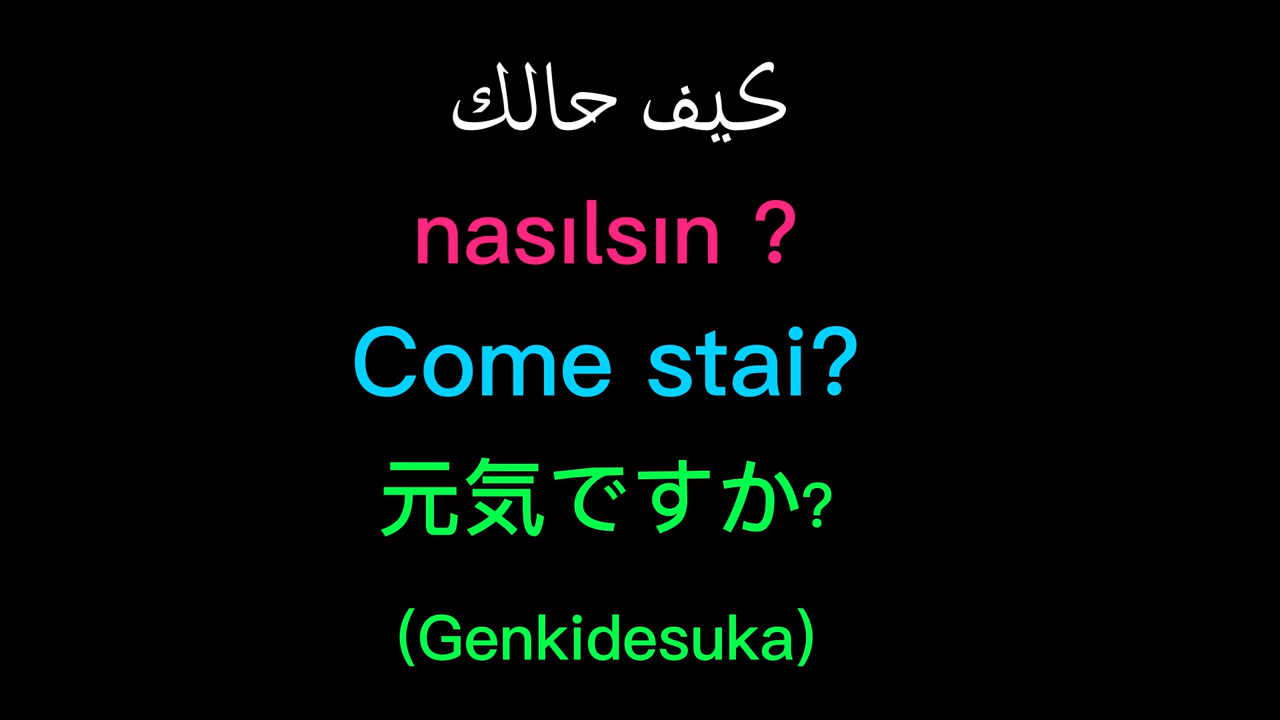 كيف حالك
nasılsın ?
Come stai?
元気ですか?
(Genkidesuka)